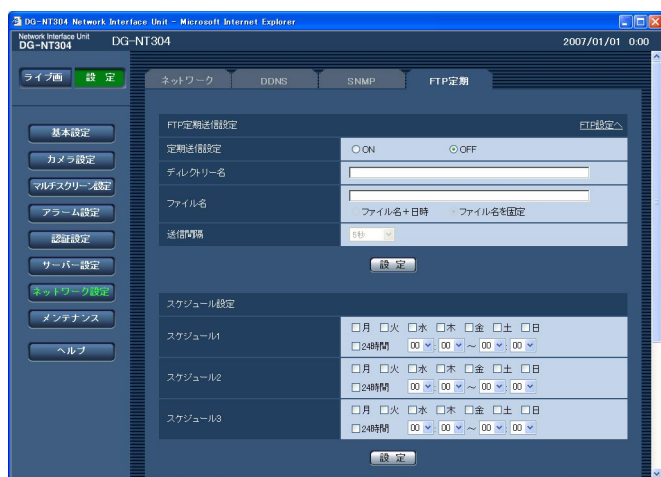 DG-NT304 Network Interface Unit - Microsoft Internet Explorer
Network Interface Unit
DG-NT304
DG-NT304
2007/01/01 0:00
ライブ画
設 定
ネットワーク
DDNS
SNMP
FTP定期
基本設定
カメラ設定
マルチスクリーン設定
アラーム設定
認証設定
サーバー設定
ネットワーク設定
メンテナンス
ヘルプ
FTP定期送信設定
FTP設定へ
定期送信設定
ON OFF
ディレクトリー名
ファイル名
ファイル名+日時 ファイル名を固定
送信間隔
5秒
設 定
スケジュール設定
スケジュール1
月 火 水 木 金 土 日
24時間 00 : 00 ~ 00 : 00
スケジュール2
月 火 水 木 金 土 日
24時間 00 : 00 ~ 00 : 00
スケジュール3
月 火 水 木 金 土 日
24時間 00 : 00 ~ 00 : 00
設 定